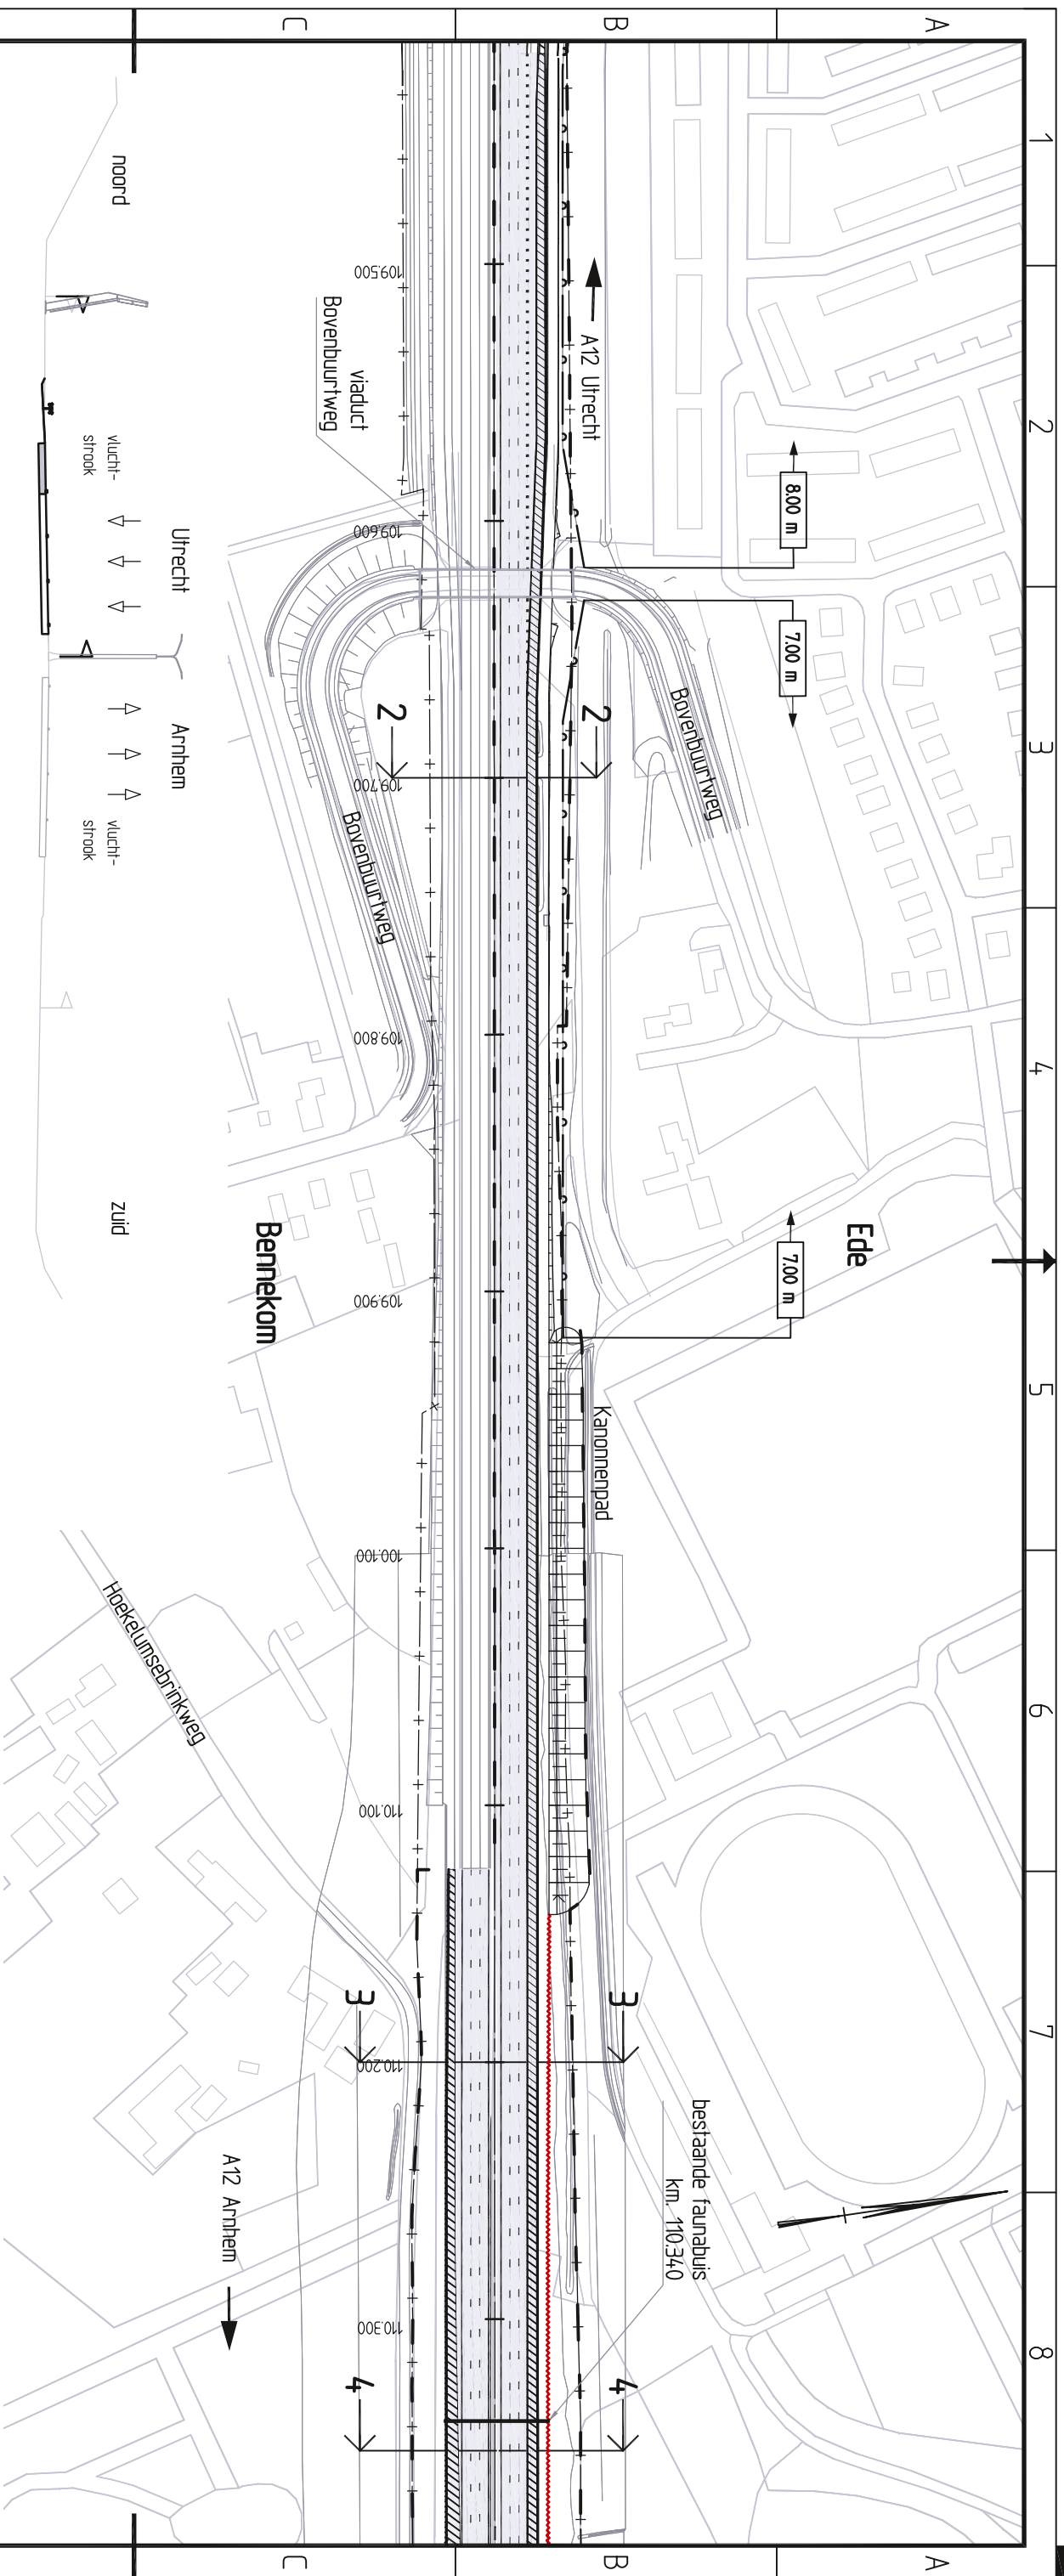 C
B
A
1
2
3
4
5
6
7
8
A12 Utrecht
8.00 m
7.00 m
7.00 m
Ede
109.500
viaduct
Bovenbuurtweg
109.600
2
2
Bovenbuurtweg
109.700
Bovenbuurtweg
109.800
109.900
Kanonnenpad
100.100
Bennekom
110.100
Hoekelumsebrinkweg
3
3
110.200
bestaande faunabuis
km. 110.340
A12 Arnhem
110.300
4
4
noord
vlucht-
strook
Utrecht
Arnhem
vlucht-
strook
zuid
C
B
A